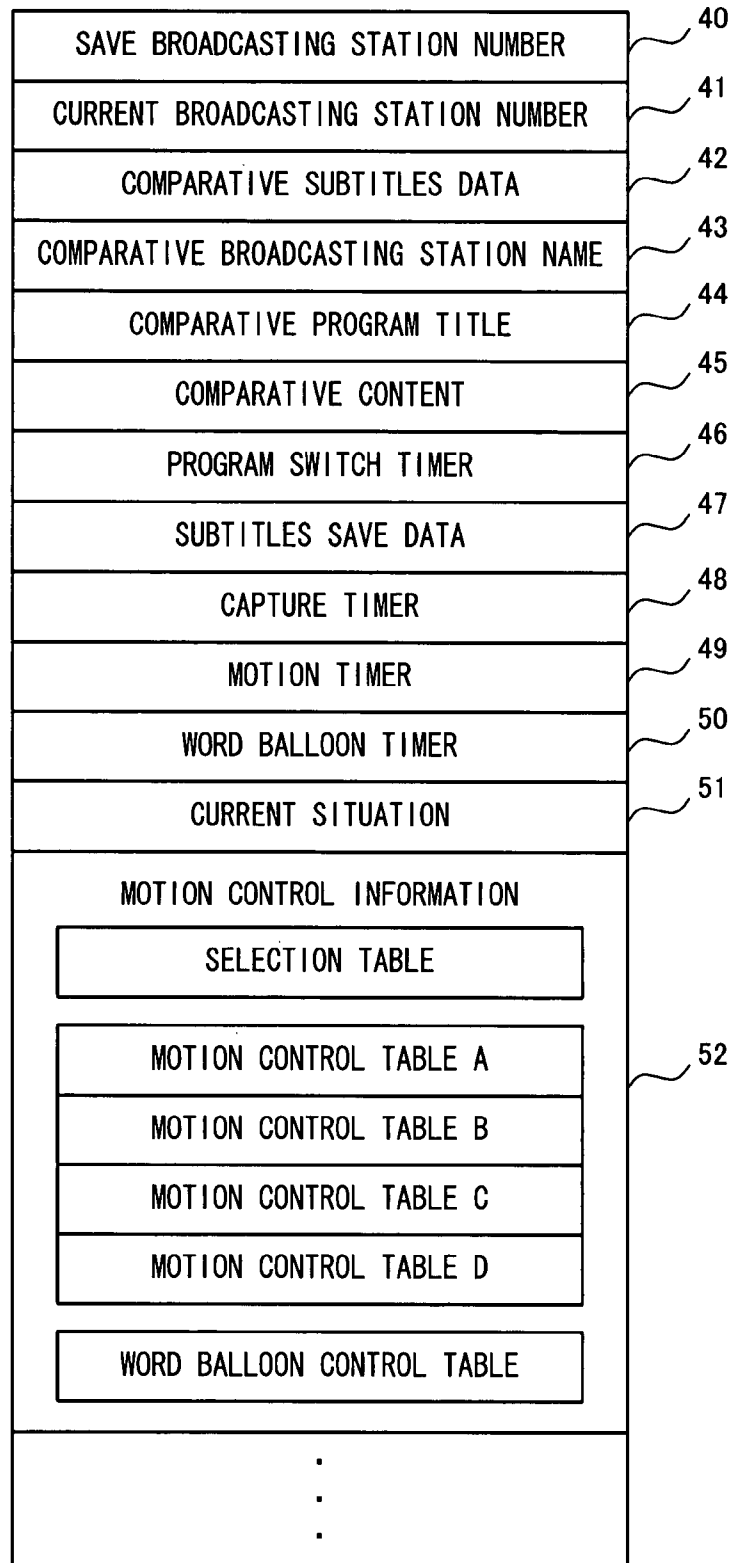 SAVE BROADCASTING STATION NUMBER 40
CURRENT BROADCASTING STATION NUMBER 41
COMPARATIVE SUBTITLES DATA 42
COMPARATIVE BROADCASTING STATION NAME 43
COMPARATIVE PROGRAM TITLE 44
COMPARATIVE CONTENT 45
PROGRAM SWITCH TIMER 46
SUBTITLES SAVE DATA 47
CAPTURE TIMER 48
MOTION TIMER 49
WORD BALLOON TIMER 50
CURRENT SITUATION 51
MOTION CONTROL INFORMATION
SELECTION TABLE
MOTION CONTROL TABLE A 52
MOTION CONTROL TABLE B
MOTION CONTROL TABLE C
MOTION CONTROL TABLE D
WORD BALLOON CONTROL TABLE